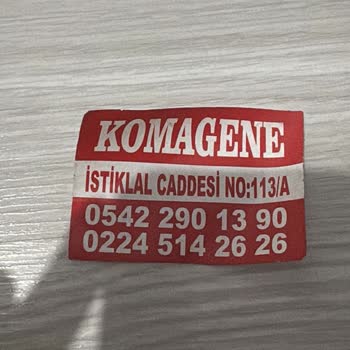 KOMAGENE
İSTİKLAL CADDESİ NO:113/A
0542 290 13 90
0224 514 26 26